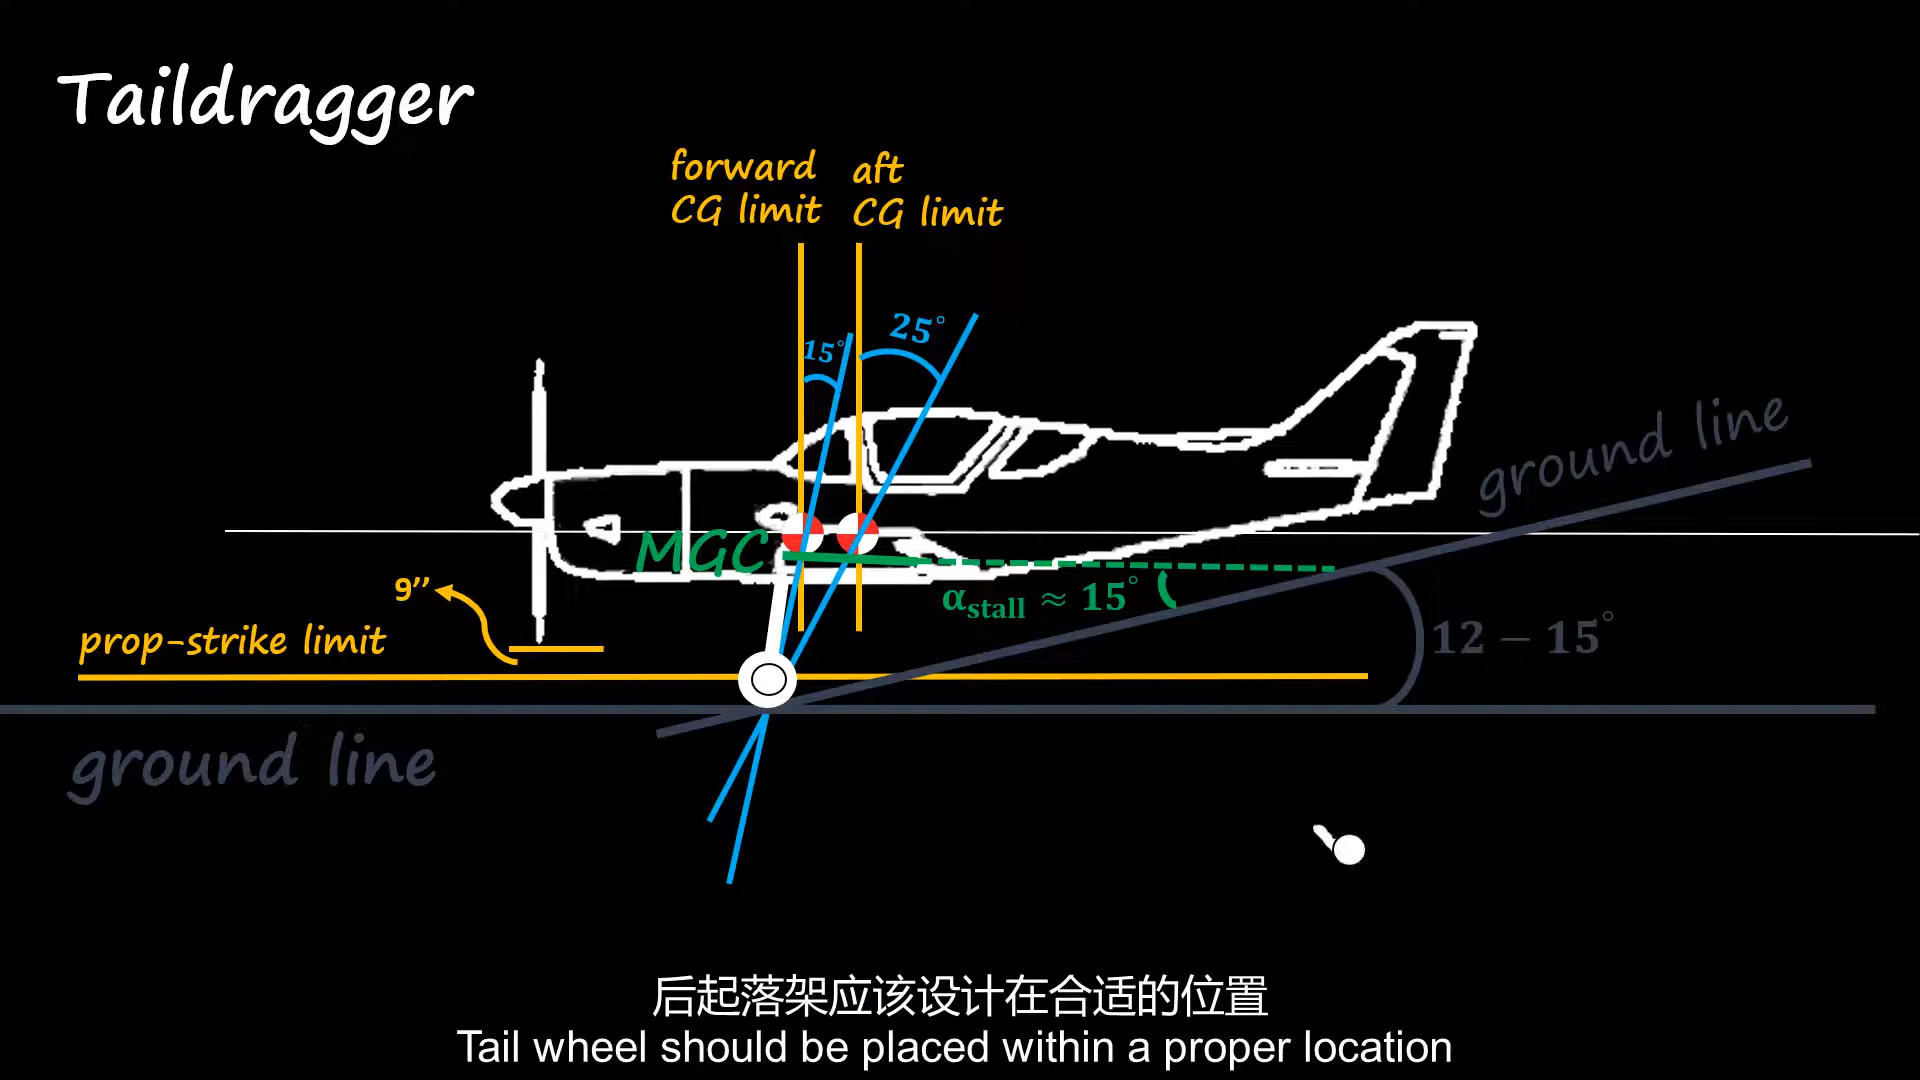 Taildragger
forward
CG limit
aft
CG limit
15°
25°
ground line
MGC
9’’
αstall ≈ 15°
prop-strike limit
12 – 15°
ground line
后起落架应该设计在合适的位置
Tail wheel should be placed within a proper location